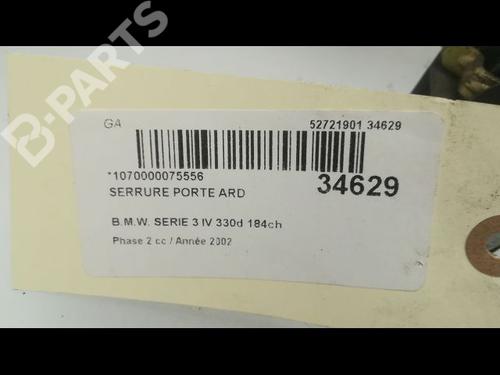 B-PARTS
GA 52721901 34629
*1070000075556
SERRURE PORTE ARD 34629
B.M.W. SERIE 3 IV 330d 184ch
Phase 2 cc / Année 2002